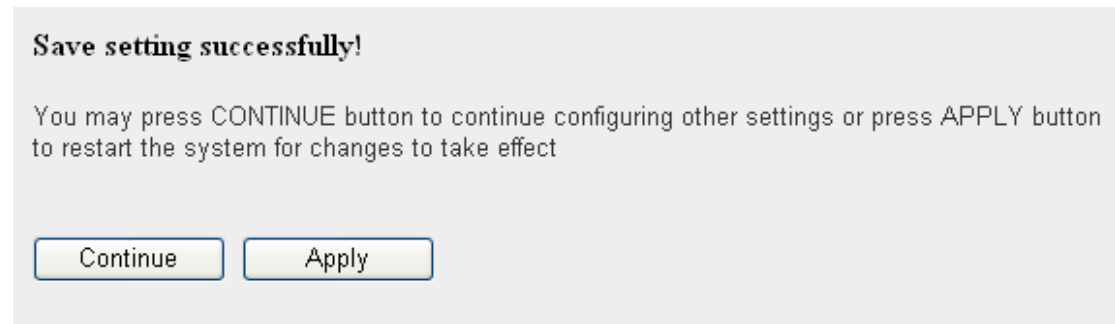 Save setting successfully!
You may press CONTINUE button to continue configuring other settings or press APPLY button
to restart the system for changes to take effect
Continue
Apply